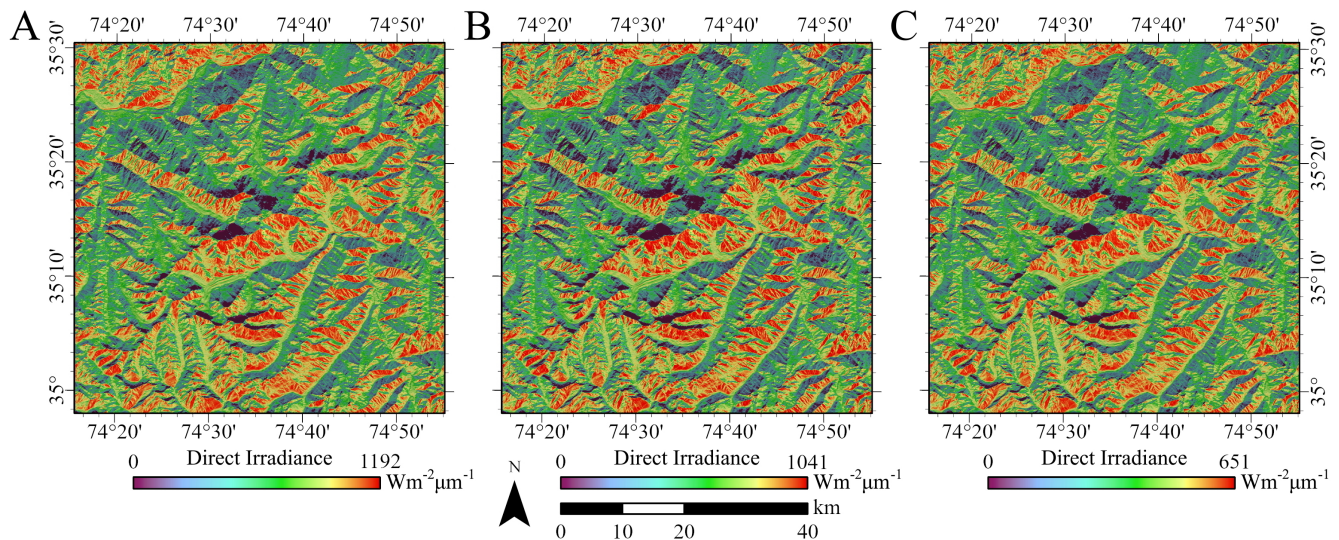 A
74°20' 74°30' 74°40' 74°50'
35°30' 35°20' 35°10' 35°
74°20' 74°30' 74°40' 74°50'
0 Direct Irradiance 1192
Wm⁻²μm⁻¹
B
74°20' 74°30' 74°40' 74°50'
74°20' 74°30' 74°40' 74°50'
0 Direct Irradiance 1041
Wm⁻²μm⁻¹
N
km
0 10 20 40
C
74°20' 74°30' 74°40' 74°50'
35°30' 35°20' 35°10' 35°
74°20' 74°30' 74°40' 74°50'
0 Direct Irradiance 651
Wm⁻²μm⁻¹